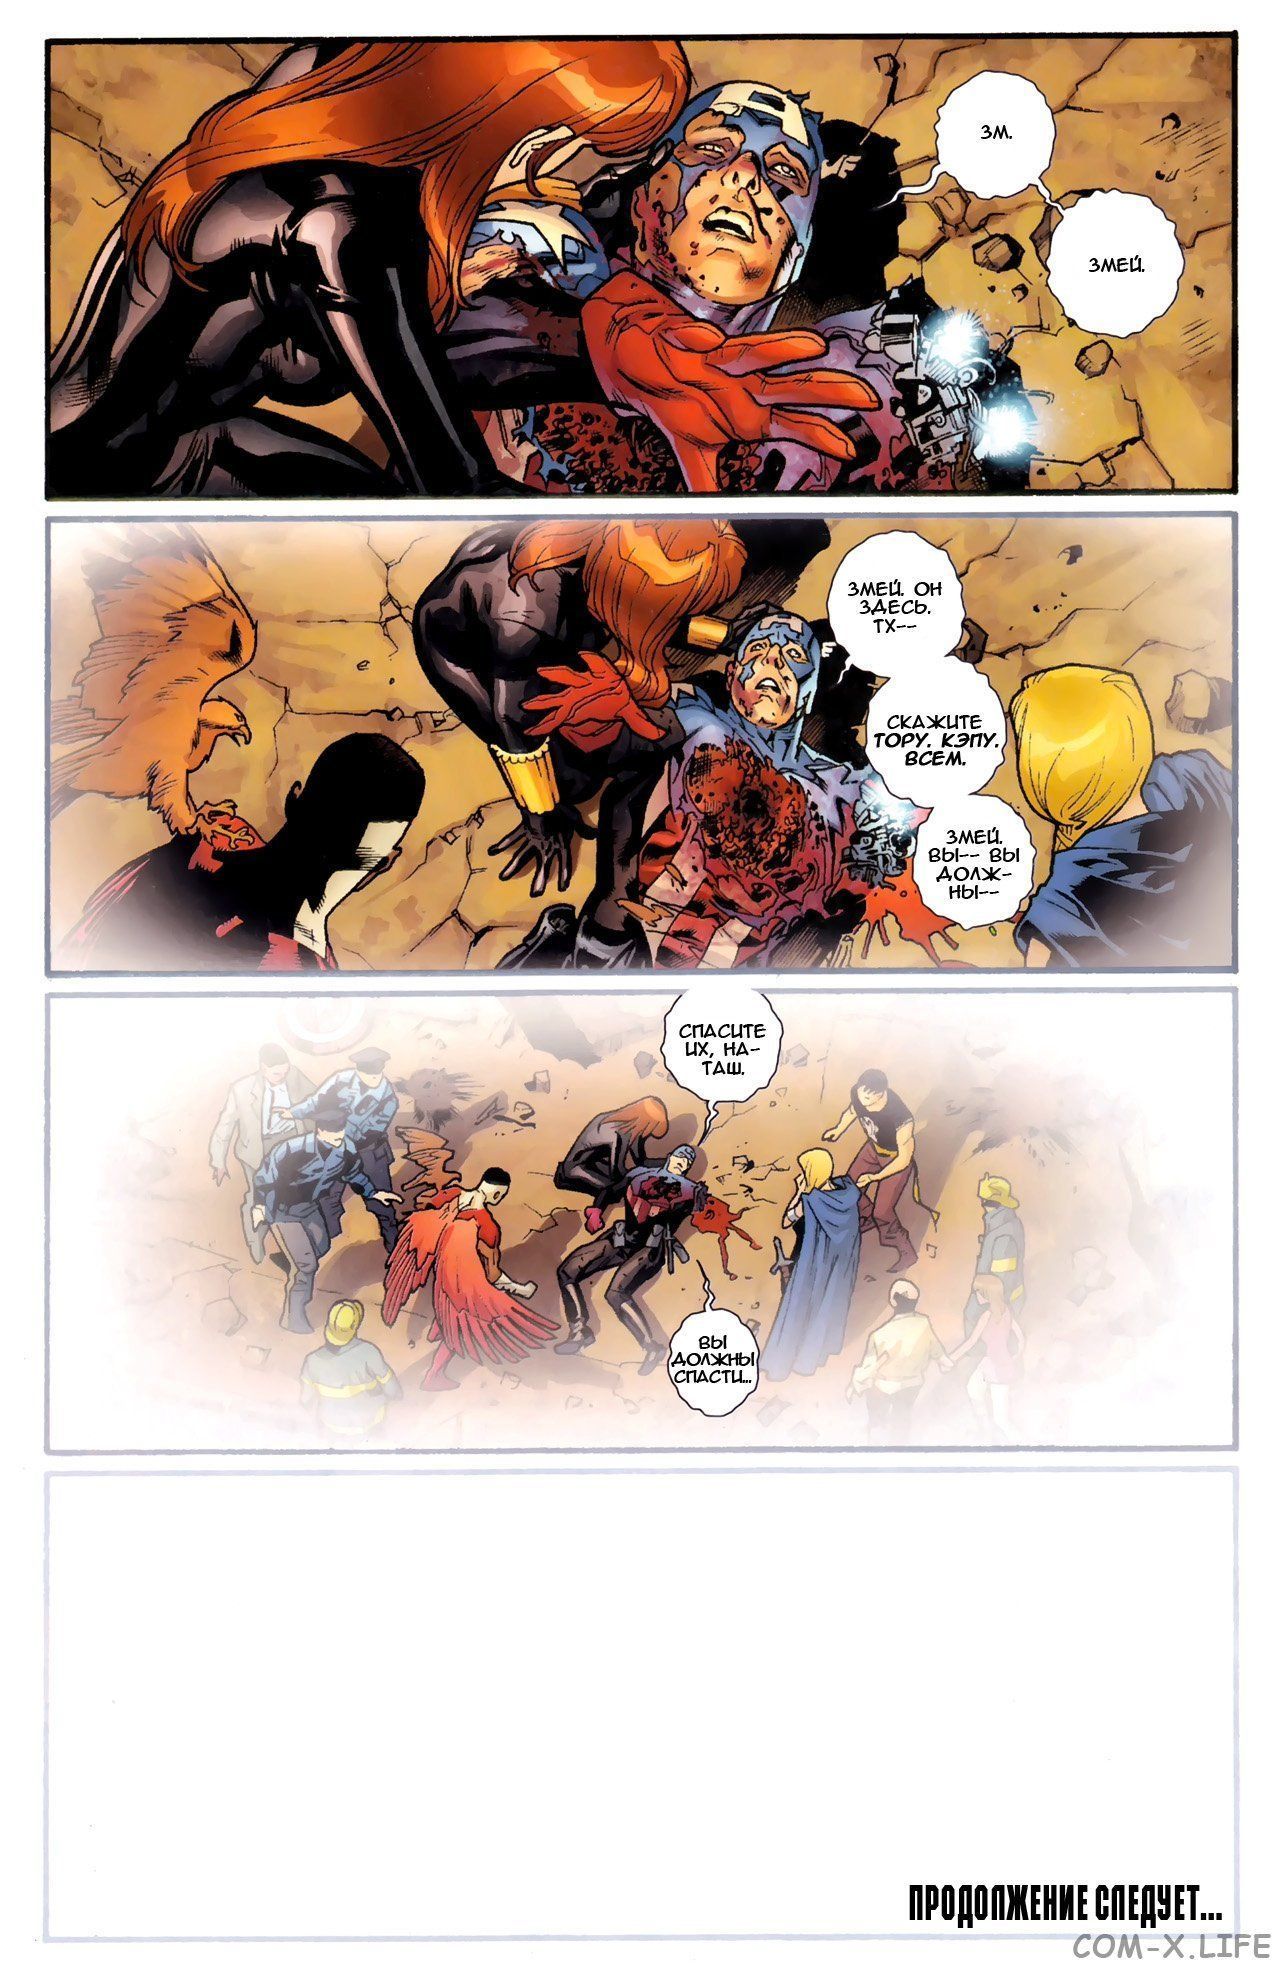 ЗМ.
ЗМЕЙ.
ЗМЕЙ. ОН
ЗДЕСЬ.
ТХ--
СКАЖИТЕ
ТОРУ. КЭПУ.
ВСЕМ.
ЗМЕЙ.
ВЫ-- ВЫ
ДОЛЖ-
НЫ--
СПАСИТЕ
ИХ, НА-
ТАШ.
ВЫ
ДОЛЖНЫ
СПАСТИ...
ПРОДОЛЖЕНИЕ СЛЕДУЕТ...
COM-X.LIFE